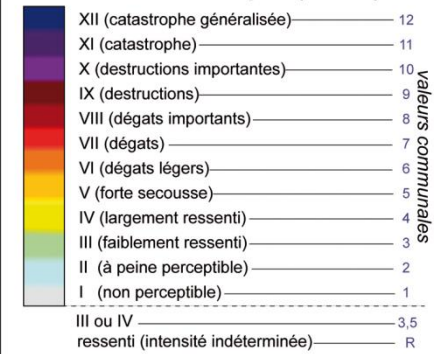 XII (catastrophe généralisée) 12
XI (catastrophe) 11
X (destructions importantes) 10
IX (destructions) 9
VIII (dégats importants) 8
VII (dégats) 7
VI (dégats légers) 6
V (forte secousse) 5
IV (largement ressenti) 4
III (faiblement ressenti) 3
II (à peine perceptible) 2
I (non perceptible) 1
valeurs communales
III ou IV 3,5
ressenti (intensité indéterminée) R